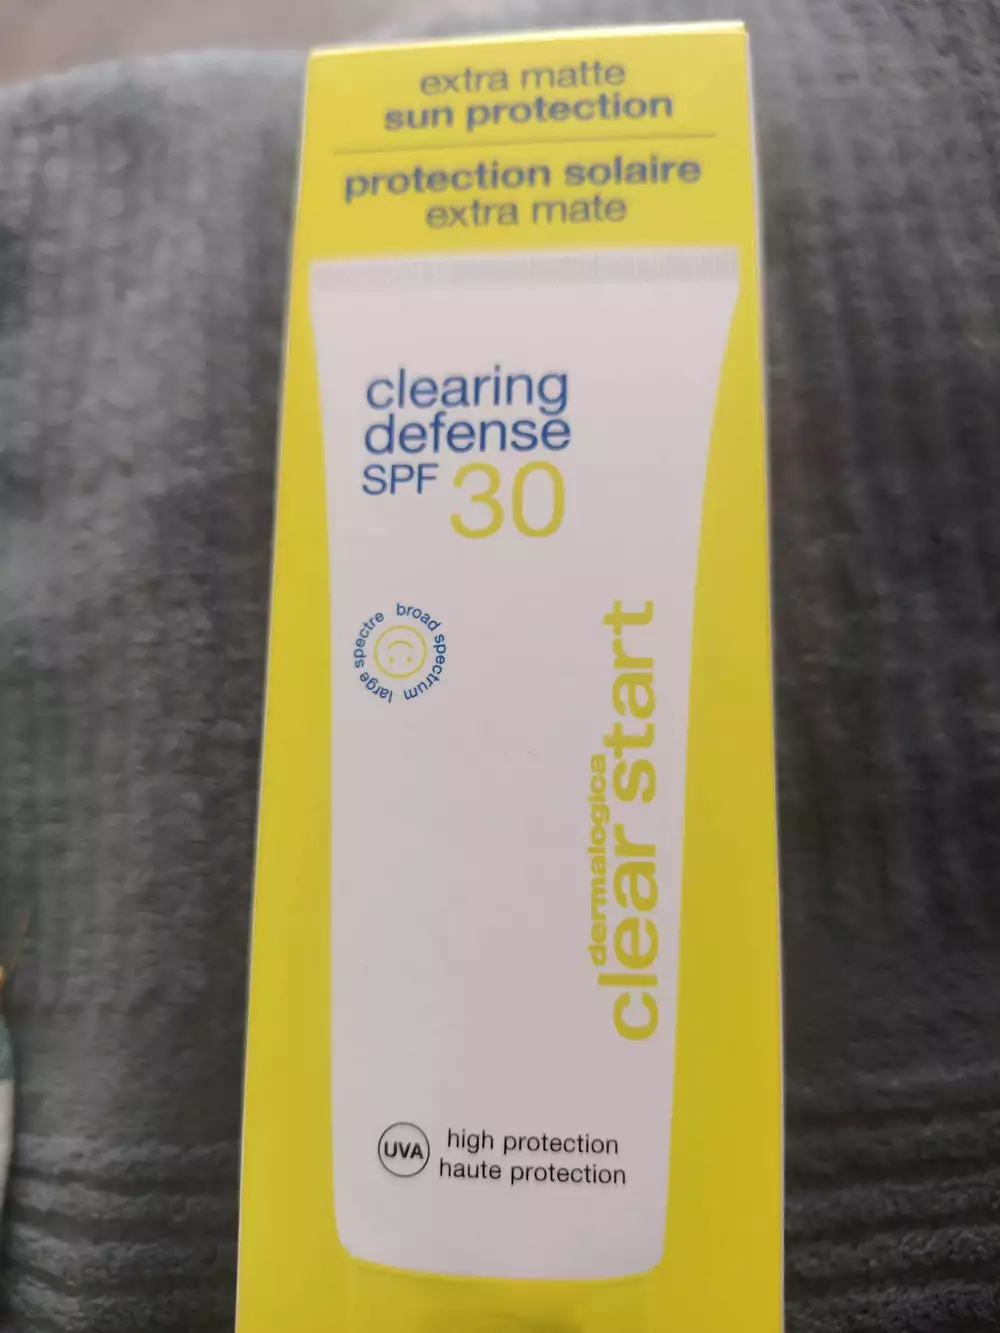 extra matte
sun protection
protection solaire
extra mate
clearing
defense
SPF 30
broad spectrum
large spectre
dermalogica
clear start
UVA
high protection
haute protection